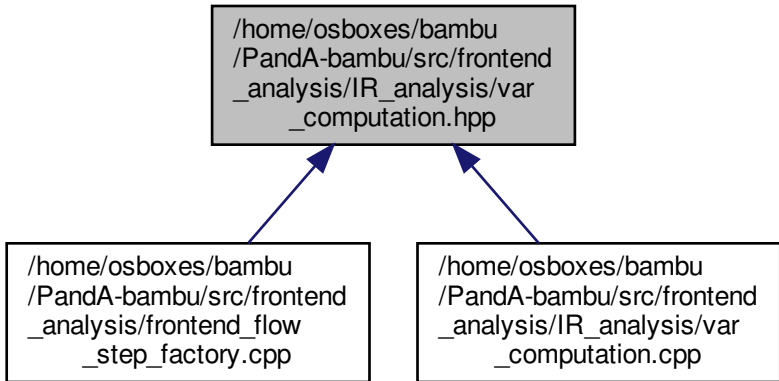 /home/osboxes/bambu
/PandA-bambu/src/frontend
_analysis/IR_analysis/var
_computation.hpp
/home/osboxes/bambu
/PandA-bambu/src/frontend
_analysis/frontend_flow
_step_factory.cpp
/home/osboxes/bambu
/PandA-bambu/src/frontend
_analysis/IR_analysis/var
_computation.cpp